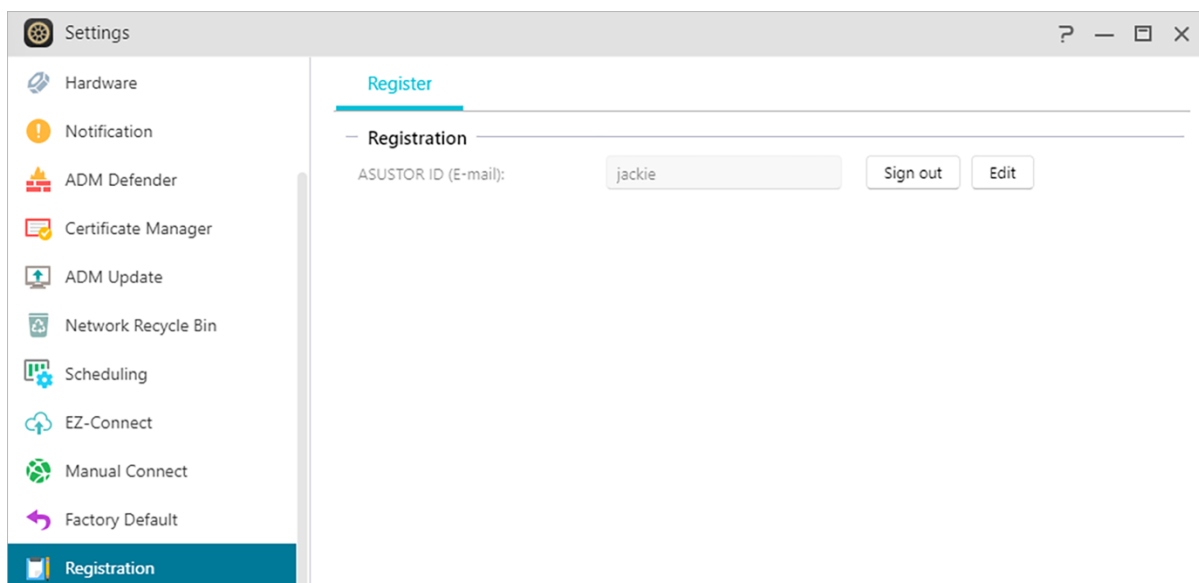 Settings
Hardware
Notification
ADM Defender
Certificate Manager
ADM Update
Network Recycle Bin
Scheduling
EZ-Connect
Manual Connect
Factory Default
Registration
Register
Registration
ASUSTOR ID (E-mail): jackie Sign out Edit